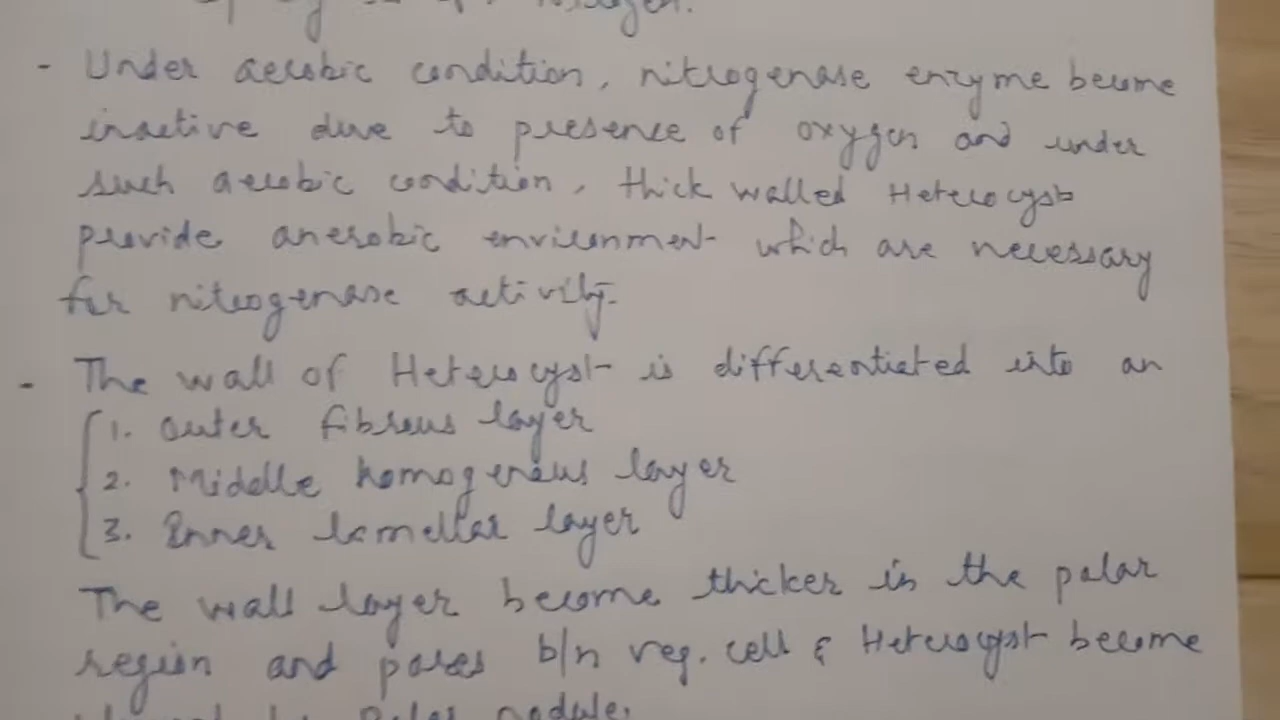 - Under aerobic condition, nitrogenase enzyme become
inactive due to presence of oxygen and under
such aerobic condition, thick walled Heterocyst
provide anerobic environment which are necessary
for nitrogenase activity.
- The wall of Heterocyst is differentiated into an
1. outer fibrous layer
2. Middle homogenous layer
3. Inner lamellar layer
The wall layer become thicker in the polar
region and pores b/n veg. cell & Heterocyst become
Polar nodule.